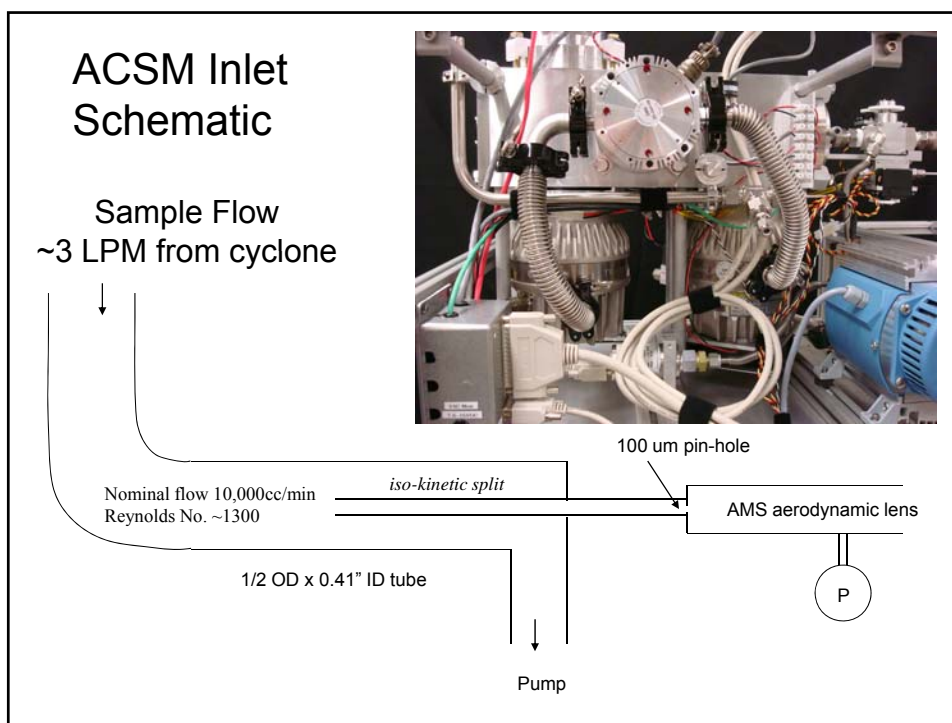 ACSM Inlet
Schematic
Sample Flow
~3 LPM from cyclone
100 um pin-hole
Nominal flow 10,000cc/min
Reynolds No. ~1300
iso-kinetic split
AMS aerodynamic lens
1/2 OD x 0.41” ID tube
P
Pump